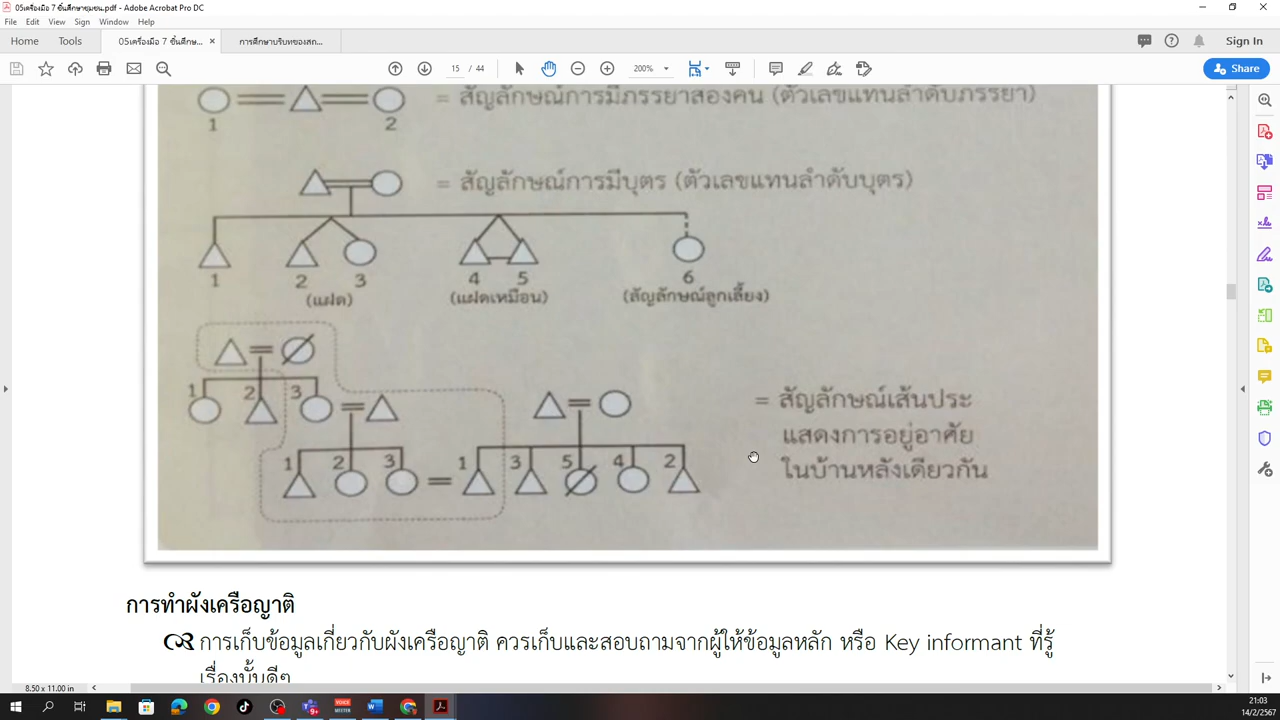 05เครื่องมือ 7 ชิ้นศึกษาชุมชน.pdf - Adobe Acrobat Pro DC
File Edit View Sign Window Help
Home Tools 05เครื่องมือ 7 ชิ้นศึกษ... × การศึกษาบริบทของสถ... Sign In
15 / 44 200% Share
= สัญลักษณ์การมีภรรยาสองคน (ตัวเลขแทนลำดับภรรยา)
1 2
= สัญลักษณ์การมีบุตร (ตัวเลขแทนลำดับบุตร)
1 2 3 4 5 6
(แฝด) (แฝดเหมือน) (สัญลักษณ์ลูกเลี้ยง)
1 2 3
= สัญลักษณ์เส้นประ
แสดงการอยู่อาศัย
1 2 3 1 3 5 4 2
ในบ้านหลังเดียวกัน
การทำผังเครือญาติ
การเก็บข้อมูลเกี่ยวกับผังเครือญาติ ควรเก็บและสอบถามจากผู้ให้ข้อมูลหลัก หรือ Key informant ที่รู้
เรื่องนั้นดีๆ
8.50 x 11.00 in
21:03
14/2/2567